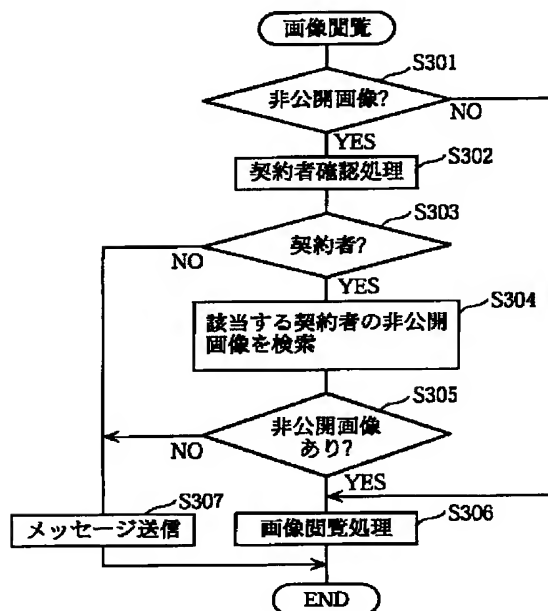 画像閲覧
S301
非公開画像?
NO
YES
S302
契約者確認処理
S303
契約者?
NO
YES
S304
該当する契約者の非公開
画像を検索
S305
非公開画像
あり?
NO
YES
S307
メッセージ送信
S306
画像閲覧処理
END